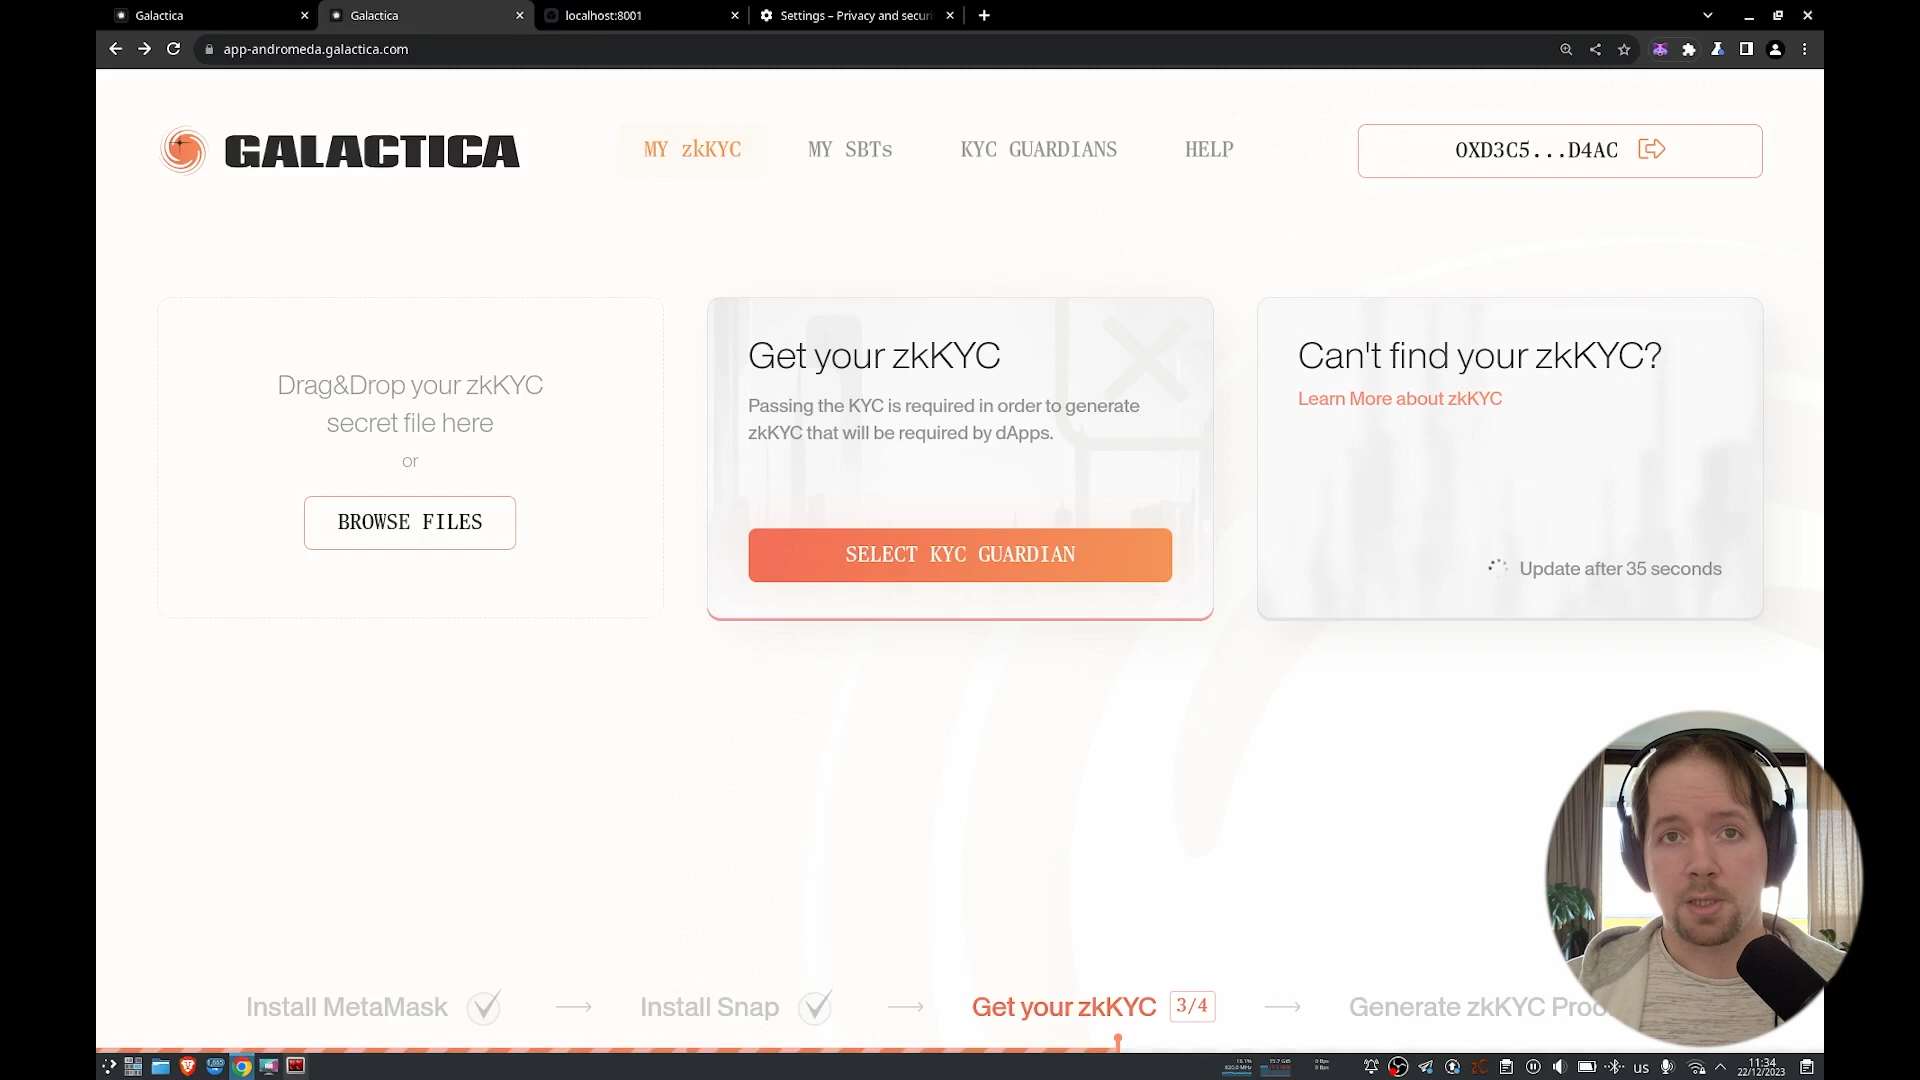 Galactica
Galactica
localhost:8001
Settings – Privacy and securi
app-andromeda.galactica.com
GALACTICA
MY zkKYC
MY SBTs
KYC GUARDIANS
HELP
0XD3C5...D4AC
Drag&Drop your zkKYC
secret file here
or
BROWSE FILES
Get your zkKYC
Passing the KYC is required in order to generate
zkKYC that will be required by dApps.
SELECT KYC GUARDIAN
Can't find your zkKYC?
Learn More about zkKYC
Update after 35 seconds
Install MetaMask
Install Snap
Get your zkKYC 3/4
Generate zkKYC Proo
us
11:34
22/12/2023